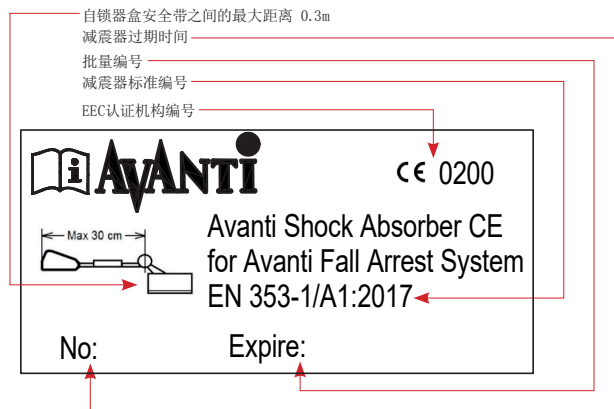 自锁器盒安全带之间的最大距离 0.3m
减震器过期时间
批量编号
减震器标准编号
EEC认证机构编号
i AVANTI
CE 0200
Max 30 cm
Avanti Shock Absorber CE
for Avanti Fall Arrest System
EN 353-1/A1:2017
No:
Expire: